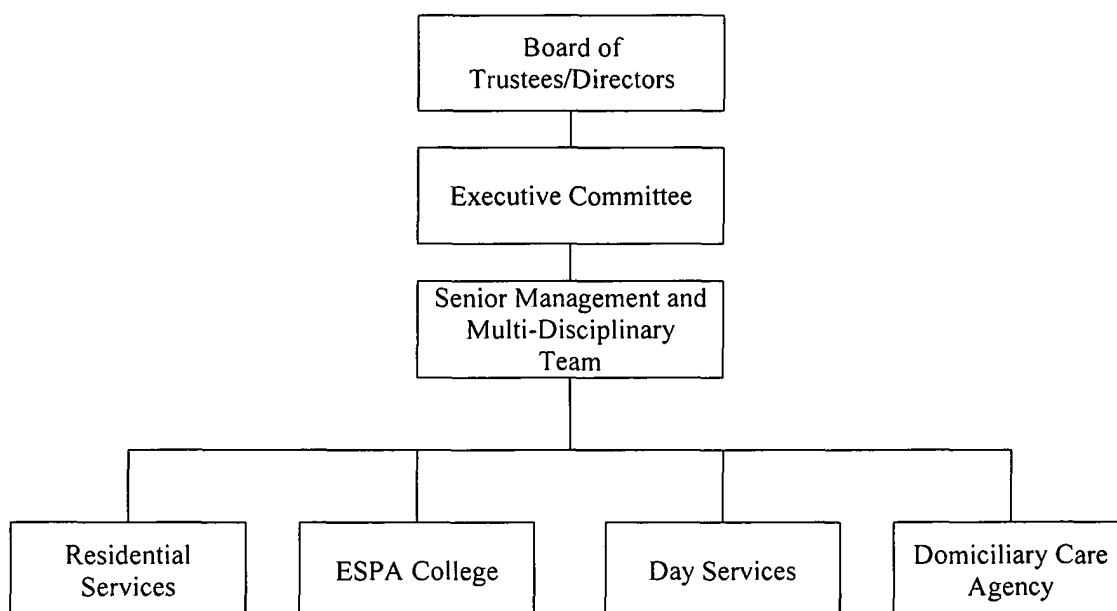 Board of
Trustees/Directors
Executive Committee
Senior Management and
Multi-Disciplinary
Team
Residential
Services
ESPA College
Day Services
Domiciliary Care
Agency